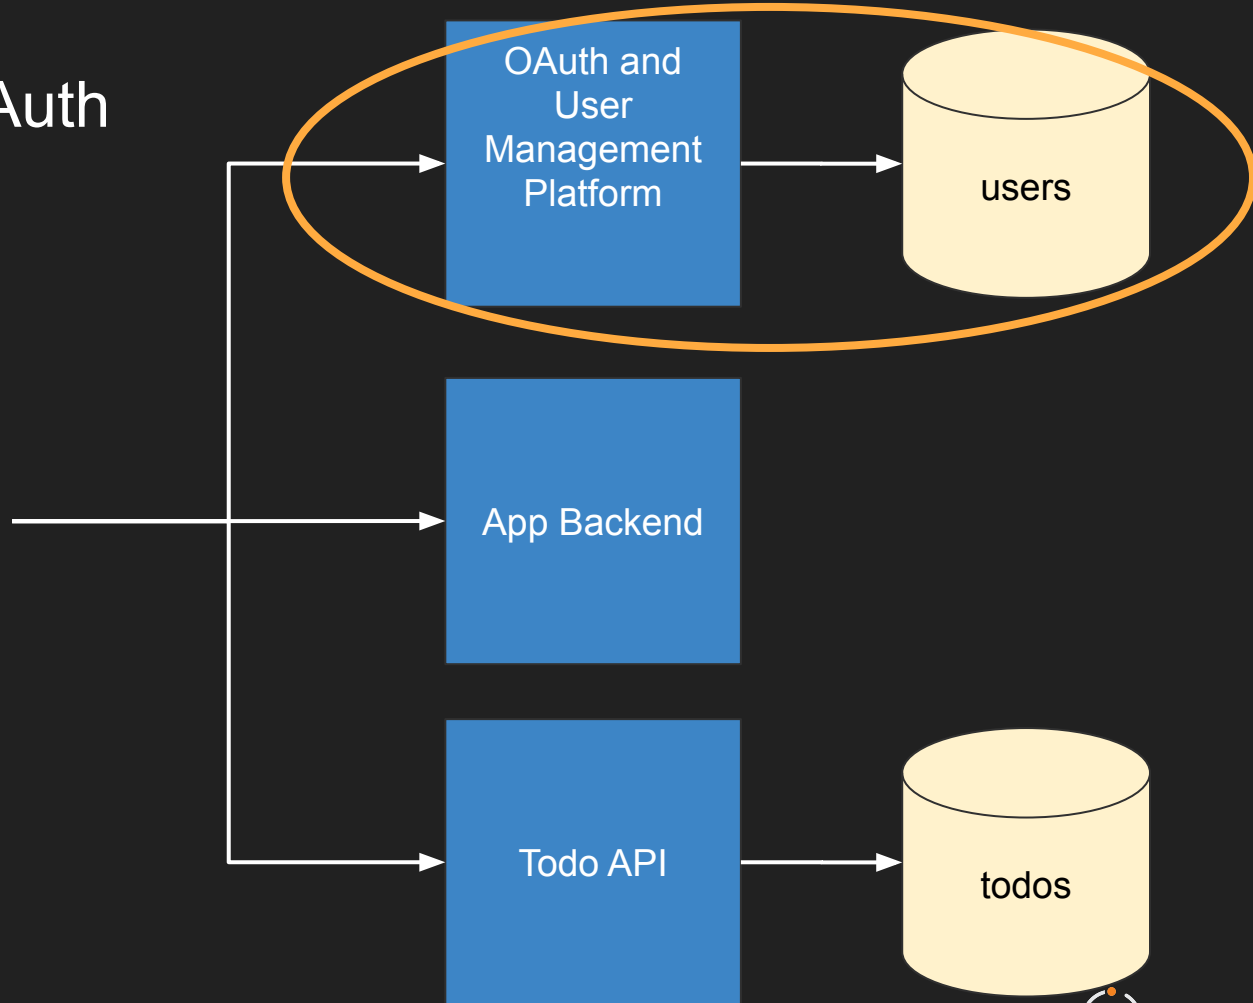 Auth
OAuth and
User
Management
Platform
users
App Backend
Todo API
todos